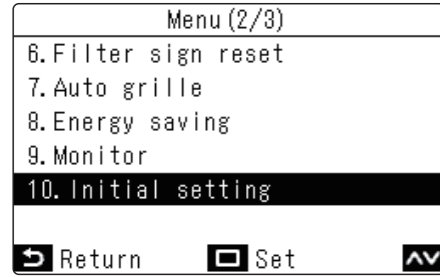 Menu(2/3)
6.Filter sign reset
7.Auto grille
8.Energy saving
9.Monitor
10.Initial setting
Return Set